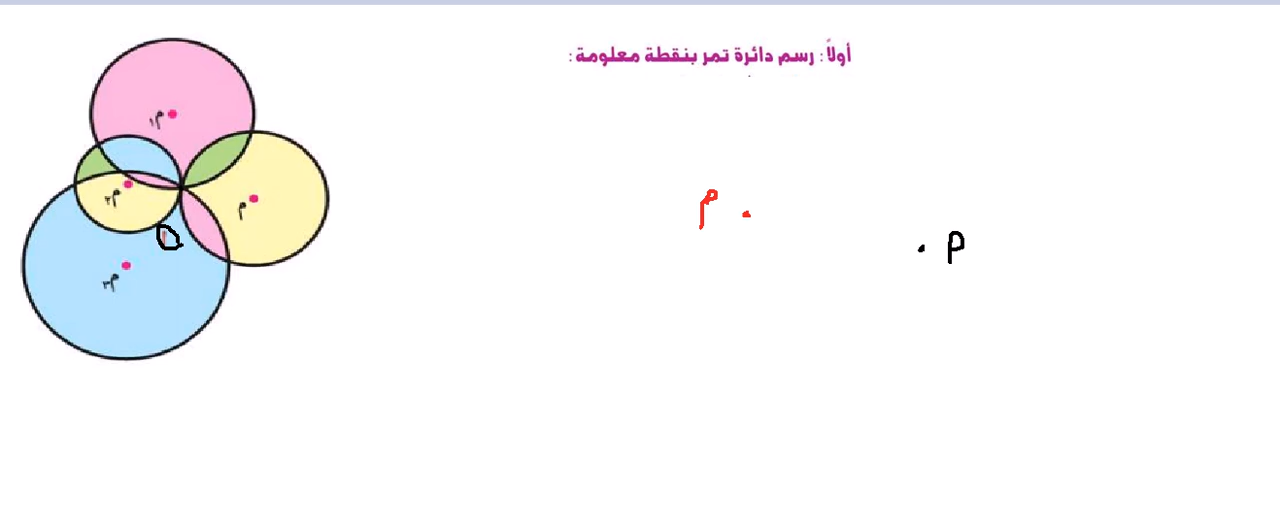 أولاً : رسم دائرة تمر بنقطة معلومة :
م١
م
م٢
م٣
م